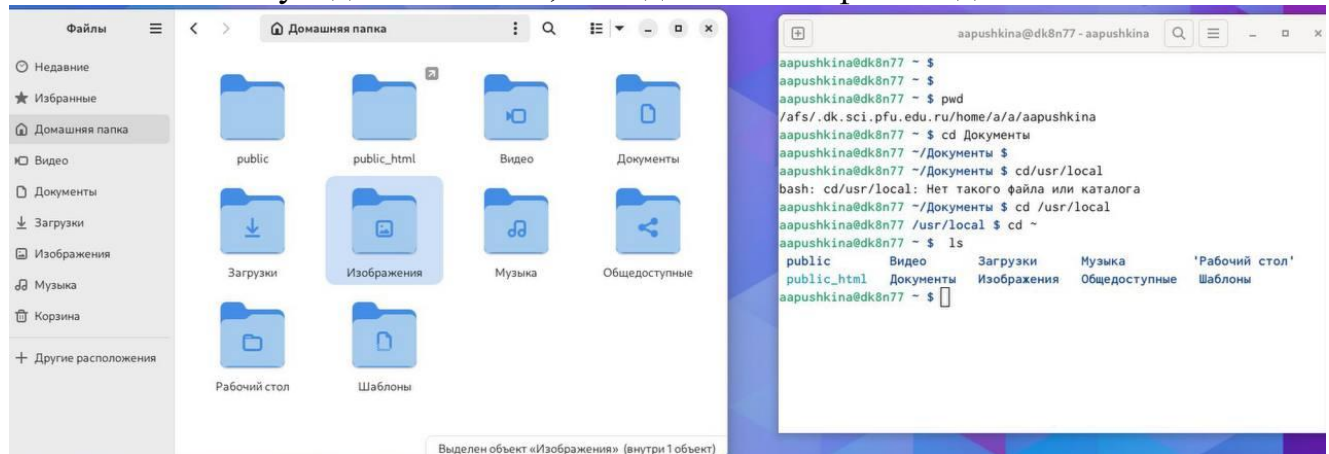 Файлы
Недавние
Избранные
Домашняя папка
Видео
Документы
Загрузки
Изображения
Музыка
Корзина
+ Другие расположения
Домашняя папка
public
public_html
Видео
Документы
Загрузки
Изображения
Музыка
Общедоступные
Рабочий стол
Шаблоны
Выделен объект «Изображения» (внутри 1 объект)
aapushkina@dk8n77 - aapushkina
aapushkina@dk8n77 ~ $
aapushkina@dk8n77 ~ $
aapushkina@dk8n77 ~ $ pwd
/afs/.dk.sci.pfu.edu.ru/home/a/a/aapushkina
aapushkina@dk8n77 ~ $ cd Документы
aapushkina@dk8n77 ~/Документы $
aapushkina@dk8n77 ~/Документы $ cd/usr/local
bash: cd/usr/local: Нет такого файла или каталога
aapushkina@dk8n77 ~/Документы $ cd /usr/local
aapushkina@dk8n77 /usr/local $ cd ~
aapushkina@dk8n77 ~ $ ls
public Видео Загрузки Музыка 'Рабочий стол'
public_html Документы Изображения Общедоступные Шаблоны
aapushkina@dk8n77 ~ $